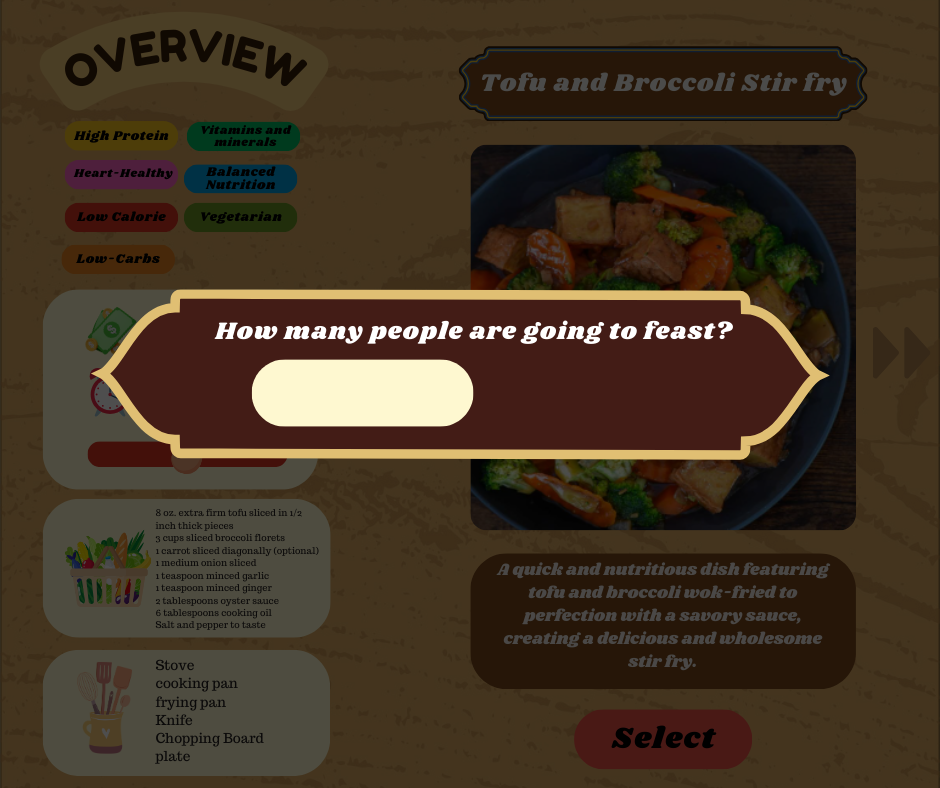 OVERVIEW
High Protein
Vitamins and
minerals
Heart-Healthy
Balanced
Nutrition
Low Calorie
Vegetarian
Low-Carbs
Tofu and Broccoli Stir fry
How many people are going to feast?
8 oz. extra firm tofu sliced in 1/2
inch thick pieces
3 cups sliced broccoli florets
1 carrot sliced diagonally (optional)
1 medium onion sliced
1 teaspoon minced garlic
1 teaspoon minced ginger
2 tablespoons oyster sauce
6 tablespoons cooking oil
Salt and pepper to taste
Stove
cooking pan
frying pan
Knife
Chopping Board
plate
A quick and nutritious dish featuring
tofu and broccoli wok-fried to
perfection with a savory sauce,
creating a delicious and wholesome
stir fry.
Select